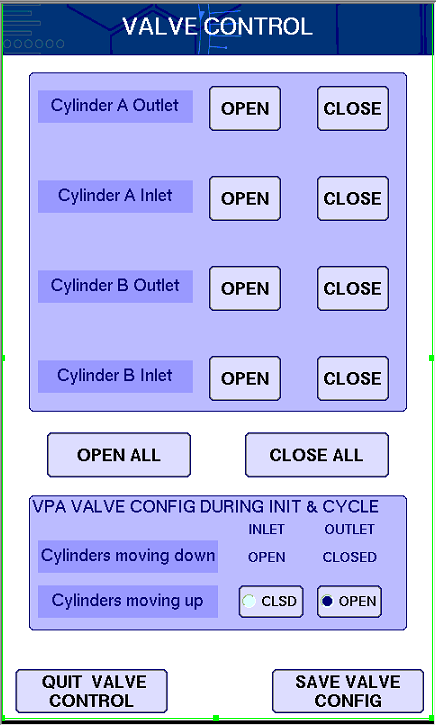 VALVE CONTROL
Cylinder A Outlet OPEN CLOSE
Cylinder A Inlet OPEN CLOSE
Cylinder B Outlet OPEN CLOSE
Cylinder B Inlet OPEN CLOSE
OPEN ALL CLOSE ALL
VPA VALVE CONFIG DURING INIT & CYCLE
INLET OUTLET
Cylinders moving down OPEN CLOSED
Cylinders moving up CLSD OPEN
QUIT VALVE
CONTROL
SAVE VALVE
CONFIG